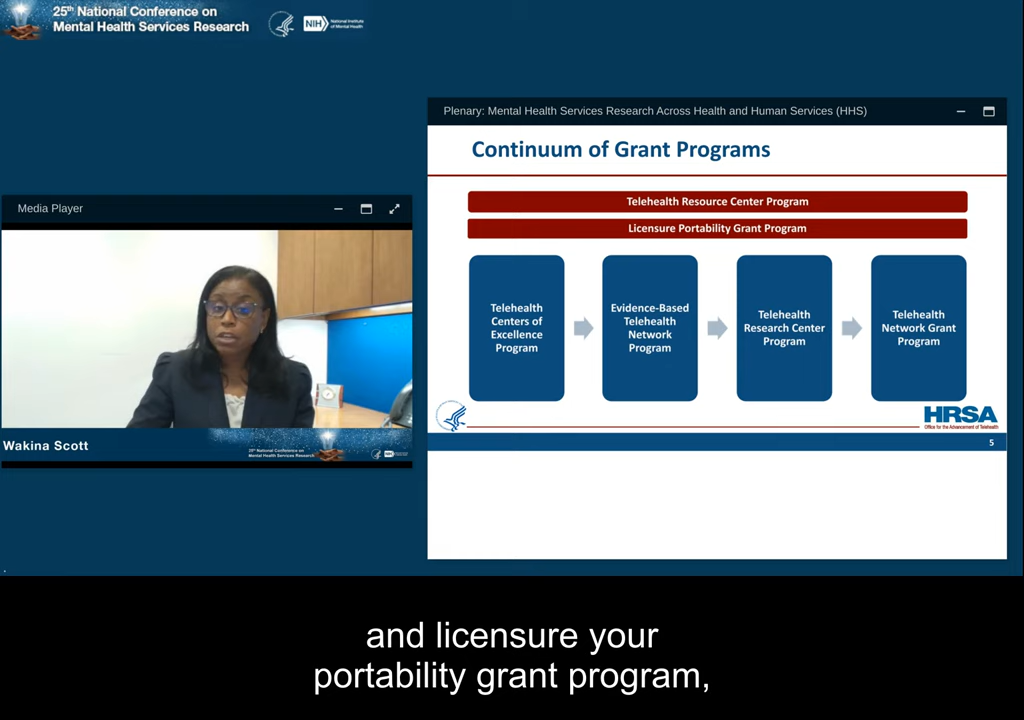 25th National Conference on
Mental Health Services Research
NIH
National Institute
of Mental Health
Plenary: Mental Health Services Research Across Health and Human Services (HHS)
Continuum of Grant Programs
Telehealth Resource Center Program
Licensure Portability Grant Program
Telehealth
Centers of
Excellence
Program
Evidence-Based
Telehealth
Network
Program
Telehealth
Research Center
Program
Telehealth
Network Grant
Program
HRSA
Office for the Advancement of Telehealth
5
Media Player
Wakina Scott
25th National Conference on
Mental Health Services Research
and licensure your
portability grant program,